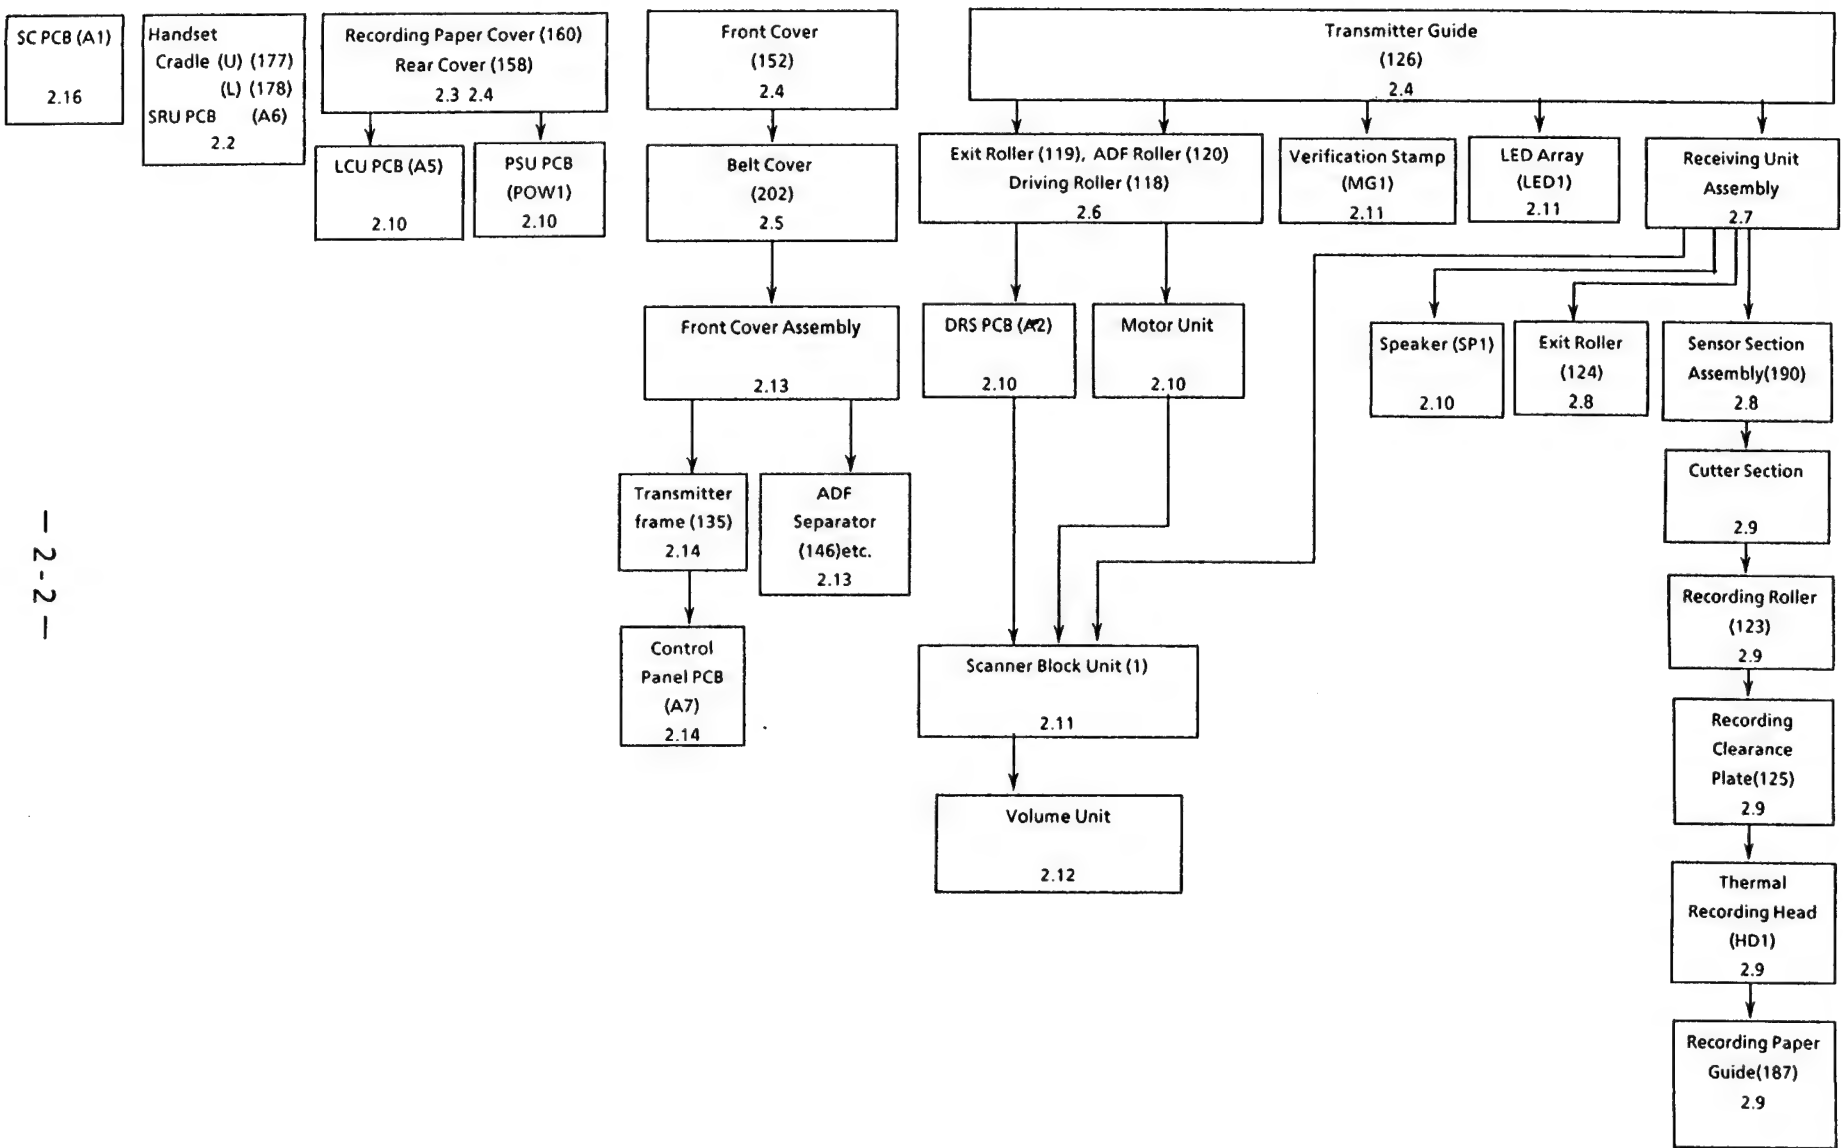 SC PCB (A1)
2.16
Handset
Cradle (U) (177)
(L) (178)
SRU PCB (A6)
2.2
Recording Paper Cover (160)
Rear Cover (158)
2.3 2.4
LCU PCB (A5)
2.10
PSU PCB
(POW1)
2.10
Front Cover
(152)
2.4
Belt Cover
(202)
2.5
Front Cover Assembly
2.13
Transmitter
frame (135)
2.14
ADF
Separator
(146)etc.
2.13
Control
Panel PCB
(A7)
2.14
Transmitter Guide
(126)
2.4
Exit Roller (119), ADF Roller (120)
Driving Roller (118)
2.6
Verification Stamp
(MG1)
2.11
LED Array
(LED1)
2.11
Receiving Unit
Assembly
2.7
DRS PCB (A2)
2.10
Motor Unit
2.10
Speaker (SP1)
2.10
Exit Roller
(124)
2.8
Sensor Section
Assembly(190)
2.8
Cutter Section
2.9
Recording Roller
(123)
2.9
Recording
Clearance
Plate(125)
2.9
Thermal
Recording Head
(HD1)
2.9
Recording Paper
Guide(187)
2.9
Scanner Block Unit (1)
2.11
Volume Unit
2.12
— 2-2 —